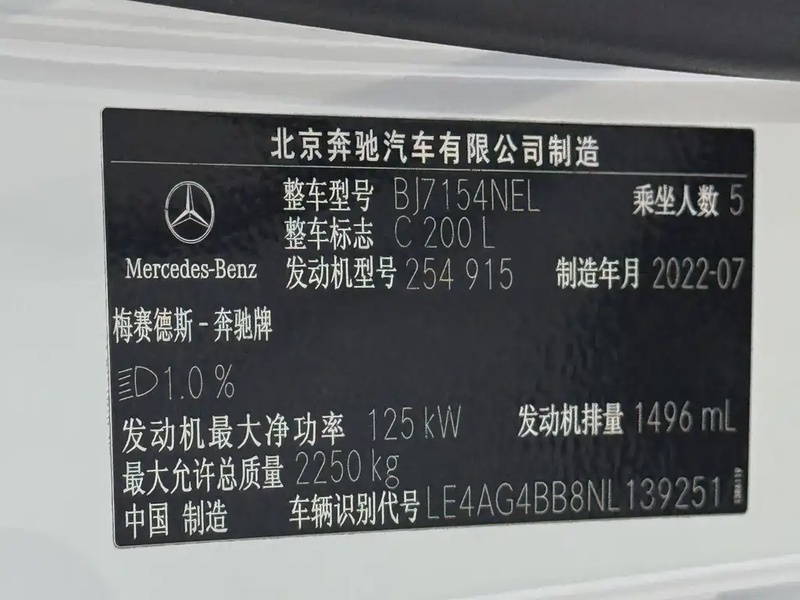 北京奔驰汽车有限公司制造
整车型号 BJ7154NEL 乘坐人数 5
整车标志 C 200 L
Mercedes-Benz 发动机型号 254 915 制造年月 2022-07
梅赛德斯-奔驰牌
1.0 %
发动机最大净功率 125 kW 发动机排量 1496 mL
最大允许总质量 2250 kg
中国 制造 车辆识别代号 LE4AG4BB8NL139251